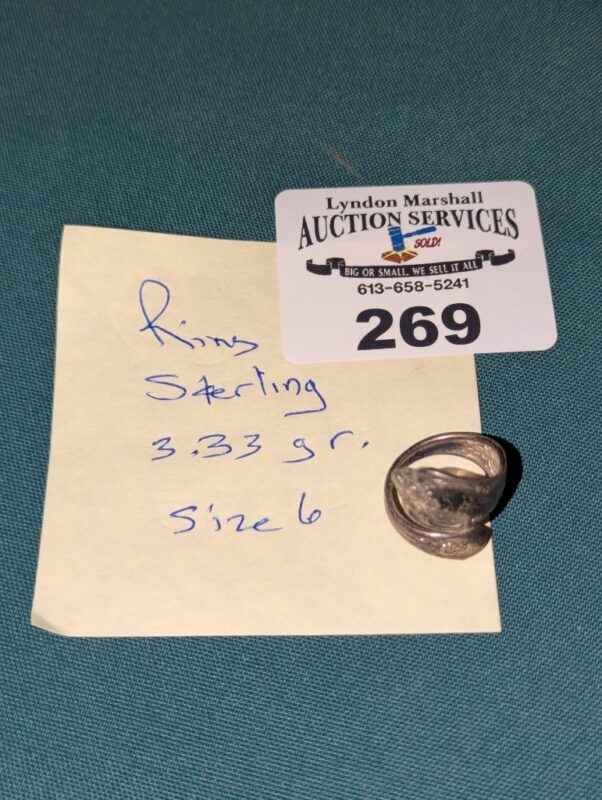 Lyndon Marshall
AUCTION SERVICES
SOLD!
BIG OR SMALL, WE SELL IT ALL
613-658-5241
269
Ring
Sterling
3.33 gr.
Size 6